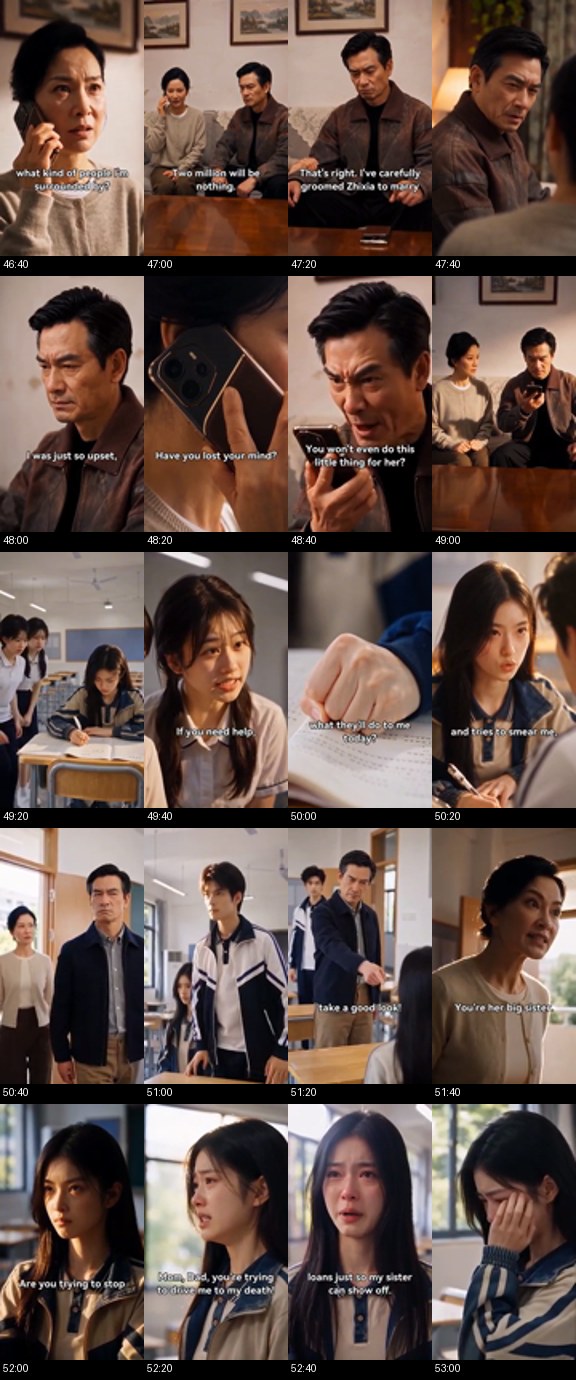 what kind of people I'm
surrounded by?
Two million will be
nothing.
That's right. I've carefully
groomed Zhixia to marry
46:40
47:00
47:20
47:40
I was just so upset,
Have you lost your mind?
You won't even do this
little thing for her?
48:00
48:20
48:40
49:00
If you need help,
what they'll do to me
today?
and tries to smear me,
49:20
49:40
50:00
50:20
take a good look!
You're her big sister,
50:40
51:00
51:20
51:40
Are you trying to stop
Mom, Dad, you're trying
to drive me to my death!
loans just so my sister
can show off.
52:00
52:20
52:40
53:00